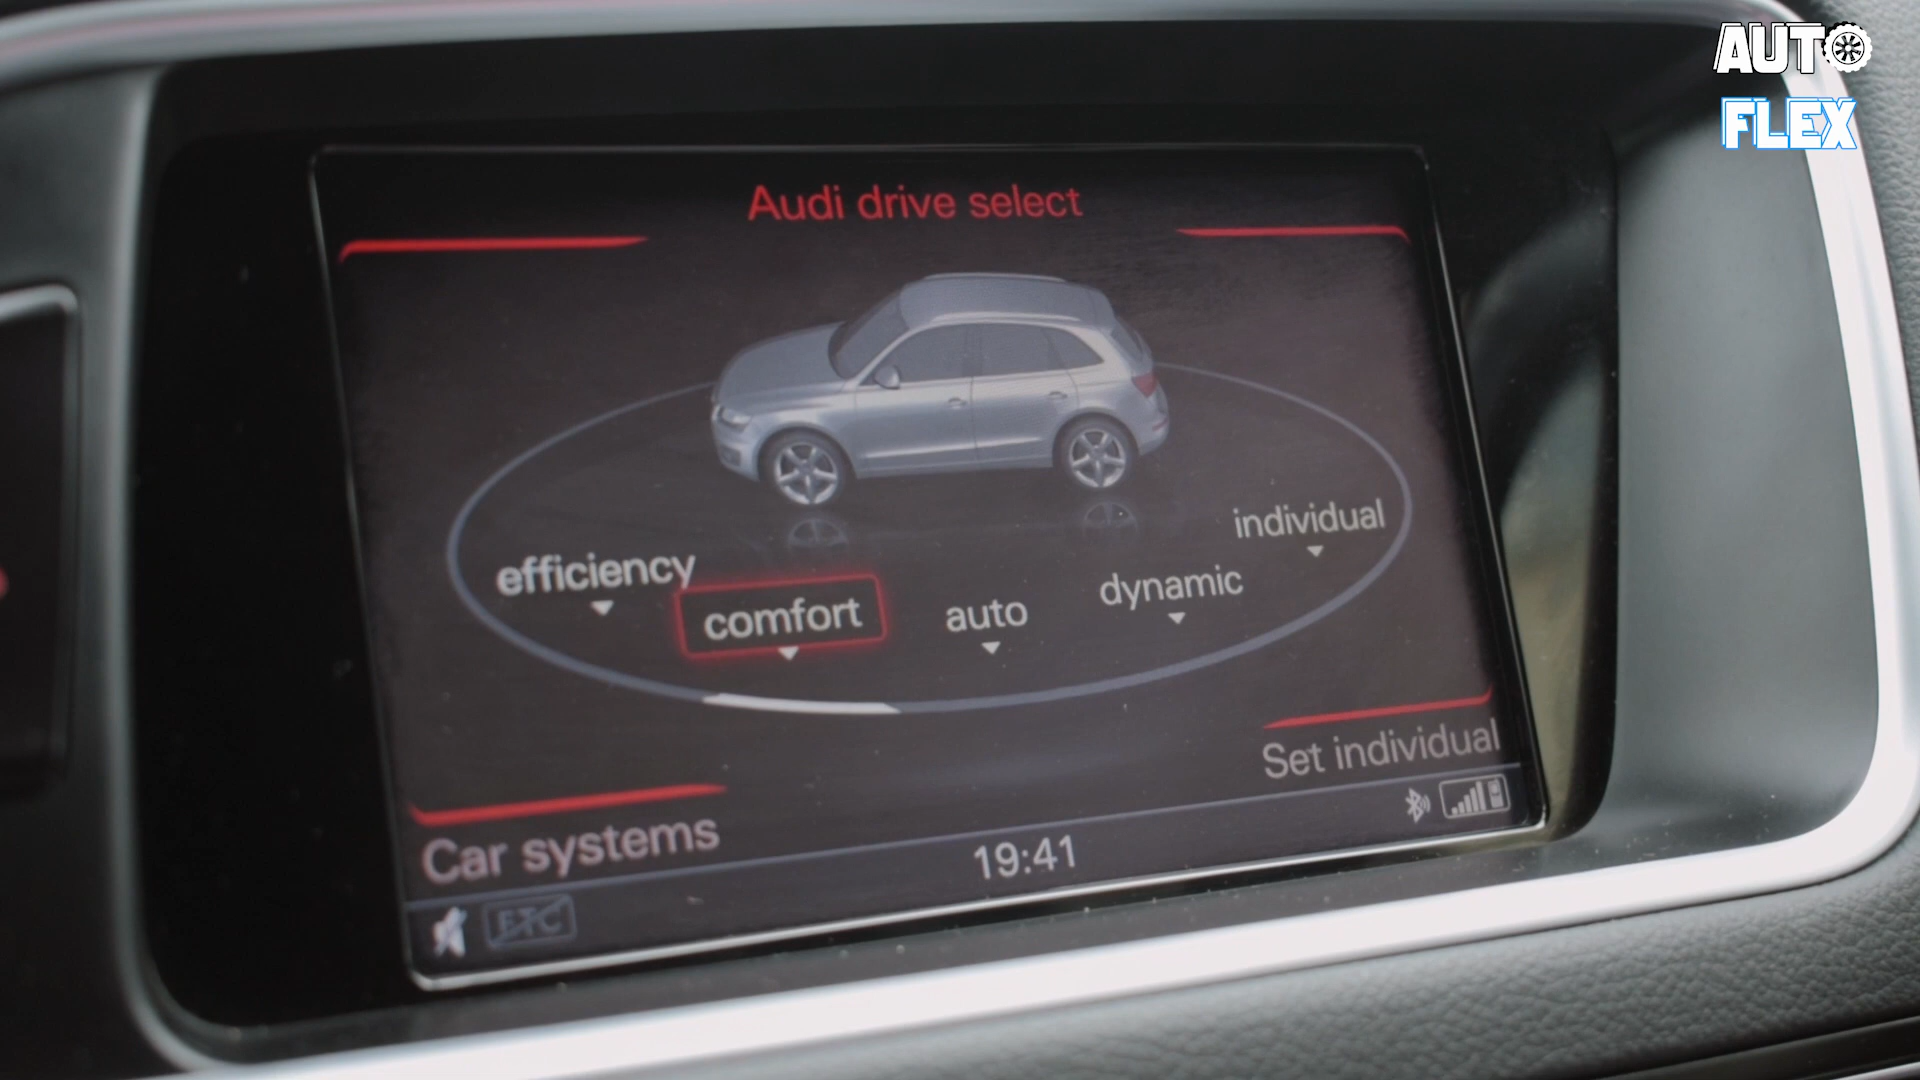 AUTO
FLEX
Audi drive select
individual
efficiency
comfort
auto
dynamic
Set individual
Car systems
19:41
ETC